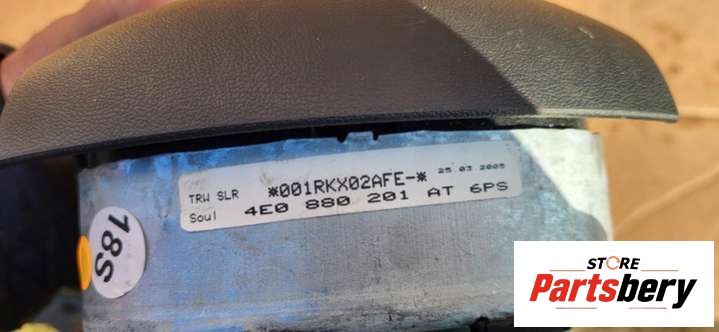 TRW SLR *001RKX02AFE-* 25 03 2005
Soul 4E0 880 201 AT 6PS
18S
STORE
Partsbery